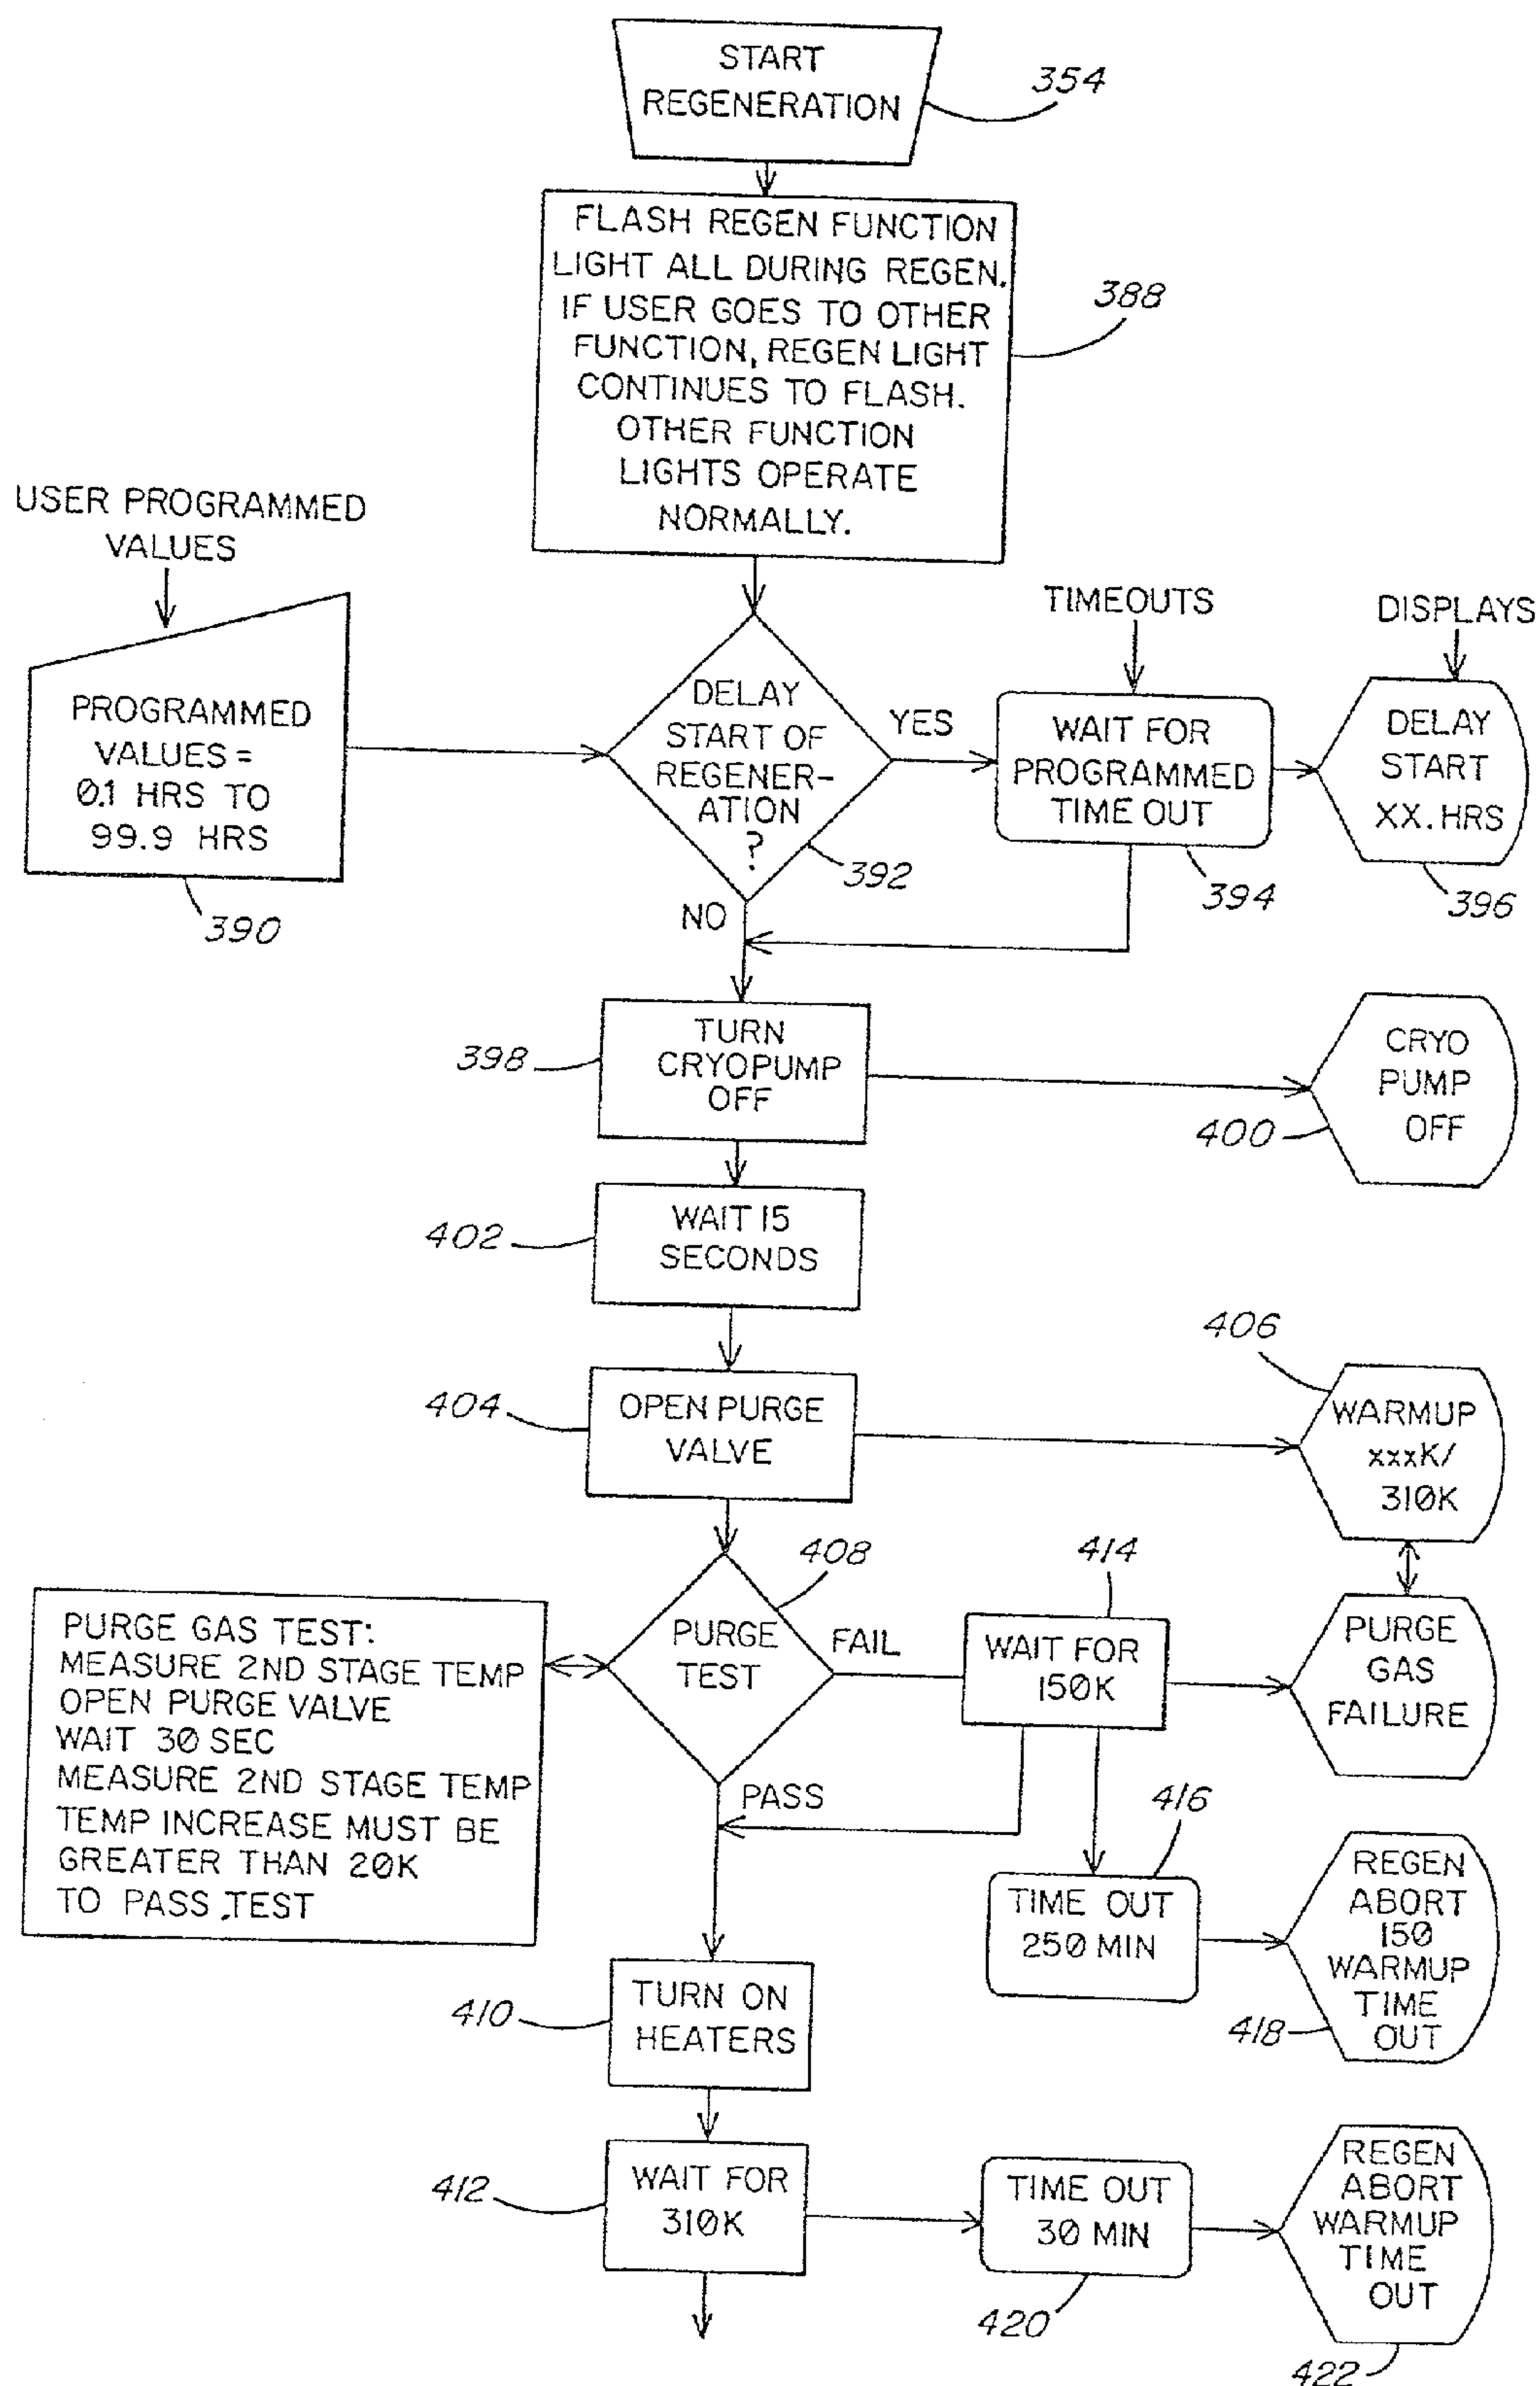 START
REGENERATION
354
FLASH REGEN FUNCTION
LIGHT ALL DURING REGEN.
IF USER GOES TO OTHER
FUNCTION, REGEN LIGHT
CONTINUES TO FLASH.
OTHER FUNCTION
LIGHTS OPERATE
NORMALLY.
388
USER PROGRAMMED
VALUES
PROGRAMMED
VALUES =
0.1 HRS TO
99.9 HRS
390
DELAY
START OF
REGENER-
ATION
?
392
YES
NO
TIMEOUTS
WAIT FOR
PROGRAMMED
TIME OUT
394
DISPLAYS
DELAY
START
XX. HRS
396
TURN
CRYOPUMP
OFF
398
CRYO
PUMP
OFF
400
WAIT 15
SECONDS
402
OPEN PURGE
VALVE
404
406
WARMUP
xxxK/
310K
PURGE GAS TEST:
MEASURE 2ND STAGE TEMP
OPEN PURGE VALVE
WAIT 30 SEC
MEASURE 2ND STAGE TEMP
TEMP INCREASE MUST BE
GREATER THAN 20K
TO PASS .TEST
408
PURGE
TEST
FAIL
PASS
414
WAIT FOR
150K
PURGE
GAS
FAILURE
416
TIME OUT
250 MIN
REGEN
ABORT
150
WARMUP
TIME
OUT
418
TURN ON
HEATERS
410
WAIT FOR
310K
412
TIME OUT
30 MIN
420
REGEN
ABORT
WARMUP
TIME
OUT
422